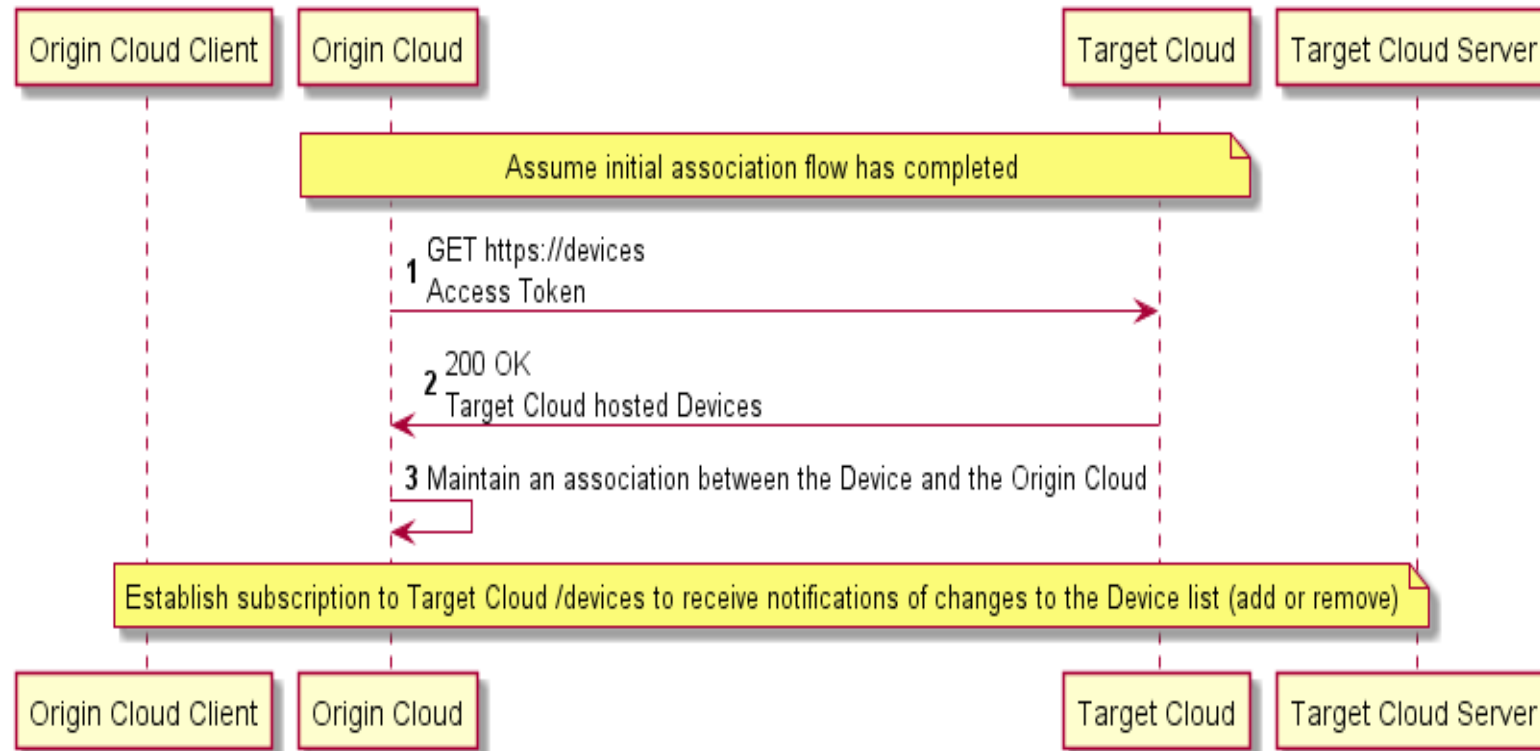 Origin Cloud Client
Origin Cloud
Target Cloud
Target Cloud Server
Assume initial association flow has completed
1 GET https://devices
Access Token
2 200 OK
Target Cloud hosted Devices
3 Maintain an association between the Device and the Origin Cloud
Establish subscription to Target Cloud /devices to receive notifications of changes to the Device list (add or remove)
Origin Cloud Client
Origin Cloud
Target Cloud
Target Cloud Server